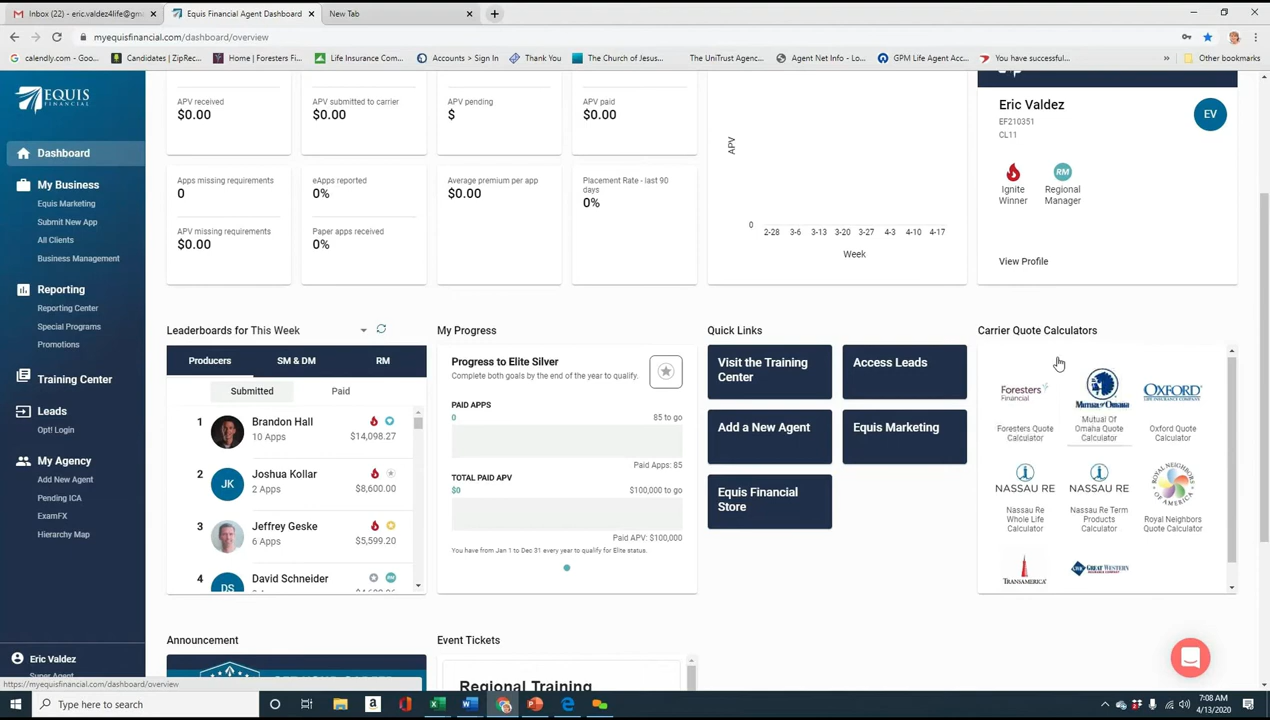 Inbox (22) - eric.valdez4life@gm
Equis Financial Agent Dashboard
New Tab
myequisfinancial.com/dashboard/overview
calendly.com - Goo...
Candidates | ZipRec...
Home | Foresters Fi...
Life Insurance Com...
Accounts > Sign In
Thank You
The Church of Jesus...
The UniTrust Agenc...
Agent Net Info - Lo...
GPM Life Agent Acc...
You have successful...
»
Other bookmarks
EQUIS
FINANCIAL
Dashboard
My Business
Equis Marketing
Submit New App
All Clients
Business Management
Reporting
Reporting Center
Special Programs
Promotions
Training Center
Leads
Opt! Login
My Agency
Add New Agent
Pending ICA
ExamFX
Hierarchy Map
Eric Valdez
Super Agent
https://myequisfinancial.com/dashboard/overview
APV received
$0.00
APV submitted to carrier
$0.00
APV pending
$
APV paid
$0.00
Apps missing requirements
0
APV missing requirements
$0.00
eApps reported
0%
Paper apps received
0%
Average premium per app
$0.00
Placement Rate - last 90
days
0%
APV
0
2-28 3-6 3-13 3-20 3-27 4-3 4-10 4-17
Week
Eric Valdez
EF210351
CL11
EV
Ignite
Winner
RM
Regional
Manager
View Profile
Leaderboards for This Week
Producers
SM & DM
RM
Submitted
Paid
1
Brandon Hall
10 Apps
$14,098.27
2
JK
Joshua Kollar
2 Apps
$8,600.00
3
Jeffrey Geske
6 Apps
$5,599.20
4
DS
David Schneider
RM
My Progress
Progress to Elite Silver
Complete both goals by the end of the year to qualify.
PAID APPS
0
85 to go
Paid Apps: 85
TOTAL PAID APV
$0
$100,000 to go
Paid APV: $100,000
You have from Jan 1 to Dec 31 every year to qualify for Elite status.
Quick Links
Visit the Training
Center
Access Leads
Add a New Agent
Equis Marketing
Equis Financial
Store
Carrier Quote Calculators
Foresters
Financial
Foresters Quote
Calculator
MUTUAL OF OMAHA
Mutual Of
Omaha Quote
Calculator
OXFORD
LIFE INSURANCE COMPANY
Oxford Quote
Calculator
NASSAU RE
Nassau Re
Whole Life
Calculator
NASSAU RE
Nassau Re Term
Products
Calculator
ROYAL NEIGHBORS
OF AMERICA
Royal Neighbors
Quote Calculator
TRANSAMERICA
GREAT WESTERN
Announcement
Event Tickets
Regional Training
Type here to search
7:08 AM
4/13/2020